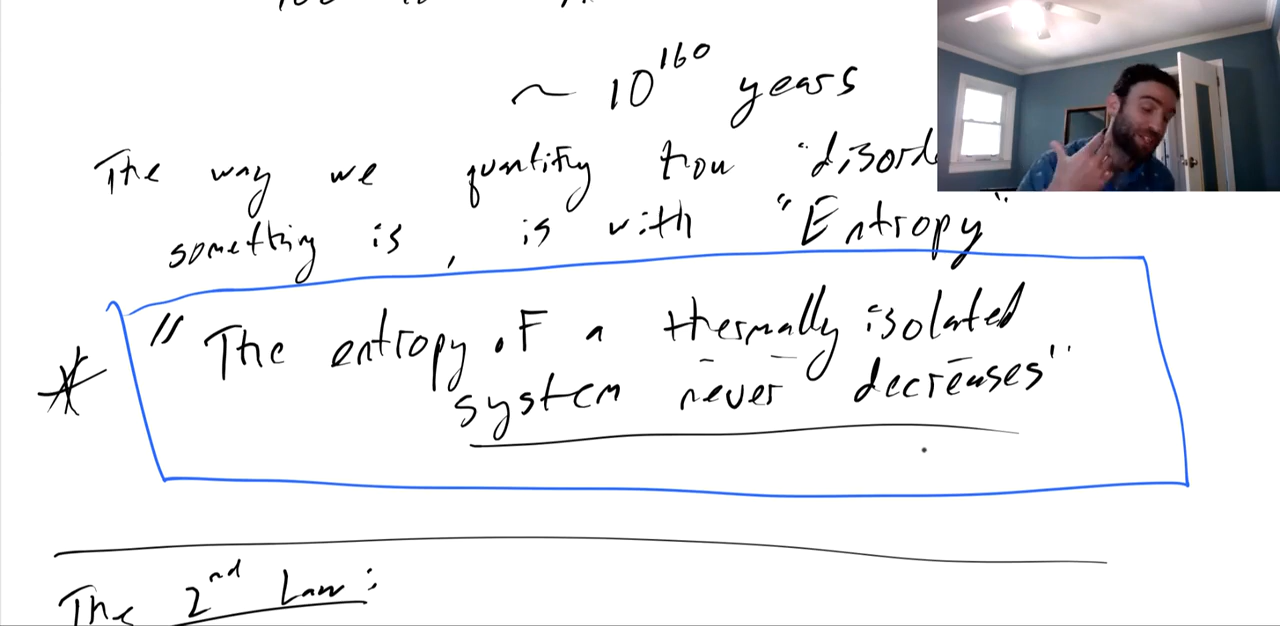 ~ 10^160 years
The way we quantify how "disord
something is, is with "Entropy"
"The entropy of a thermally isolated
system never decreases"
The 2nd Law: